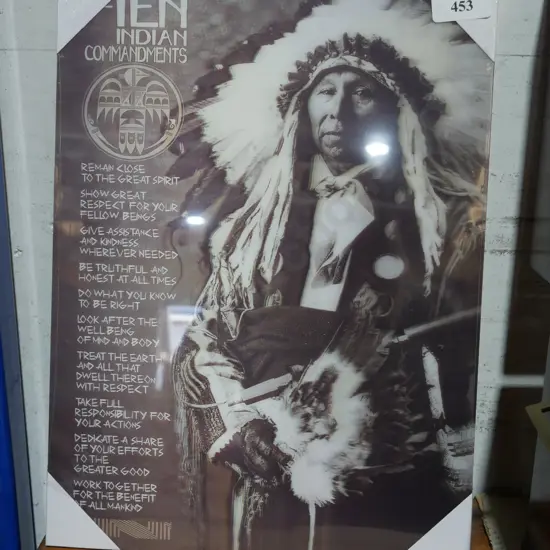 453
TEN
INDIAN
COMMANDMENTS
REMAIN CLOSE
TO THE GREAT SPIRIT
SHOW GREAT
RESPECT FOR YOUR
FELLOW BEINGS
GIVE ASSISTANCE
AND KINDNESS
WHEREVER NEEDED
BE TRUTHFUL AND
HONEST AT ALL TIMES
DO WHAT YOU KNOW
TO BE RIGHT
LOOK AFTER THE
WELL BEING
OF MIND AND BODY
TREAT THE EARTH
AND ALL THAT
DWELL THEREON
WITH RESPECT
TAKE FULL
RESPONSIBILITY FOR
YOUR ACTIONS
DEDICATE A SHARE
OF YOUR EFFORTS
TO THE
GREATER GOOD
WORK TOGETHER
FOR THE BENEFIT
OF ALL MANKIND